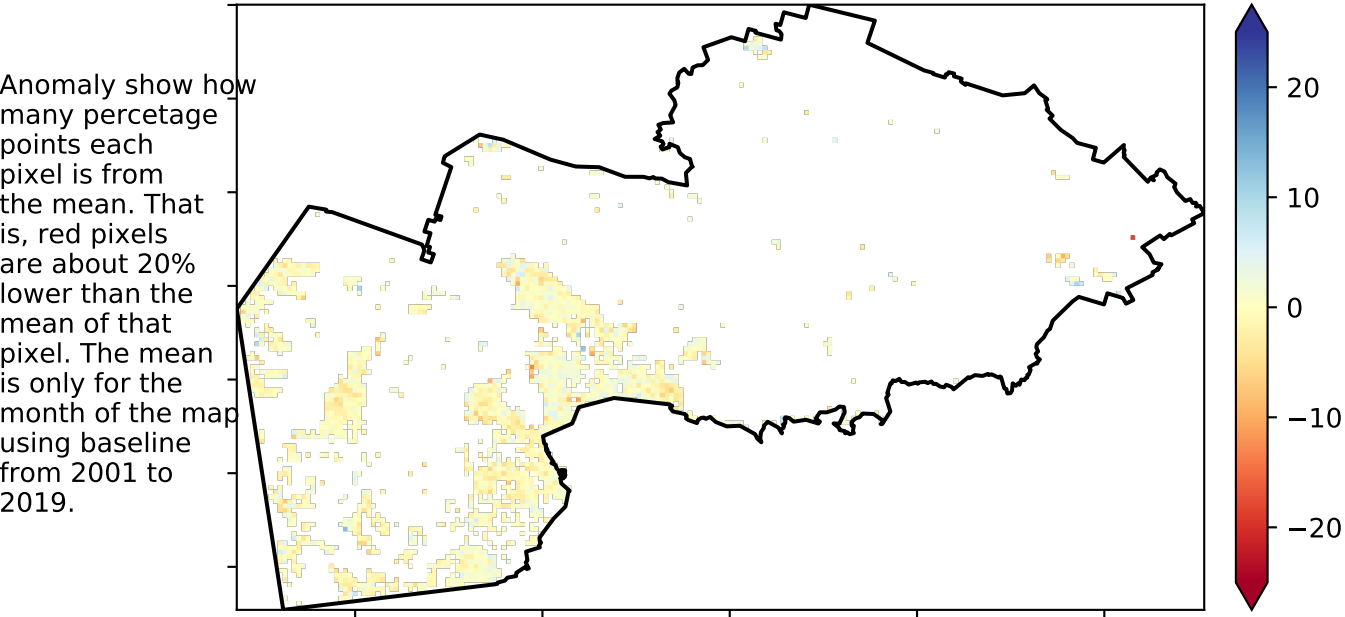 Anomaly show how
many percetage
points each
pixel is from
the mean. That
is, red pixels
are about 20%
lower than the
mean of that
pixel. The mean
is only for the
month of the map
using baseline
from 2001 to
2019.
20
10
0
−10
−20